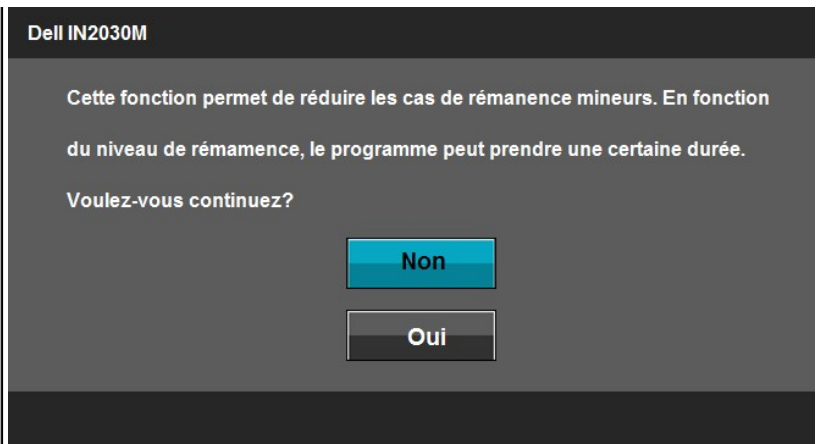 Dell IN2030M
Cette fonction permet de réduire les cas de rémanence mineurs. En fonction
du niveau de rémamence, le programme peut prendre une certaine durée.
Voulez-vous continuez?
Non
Oui